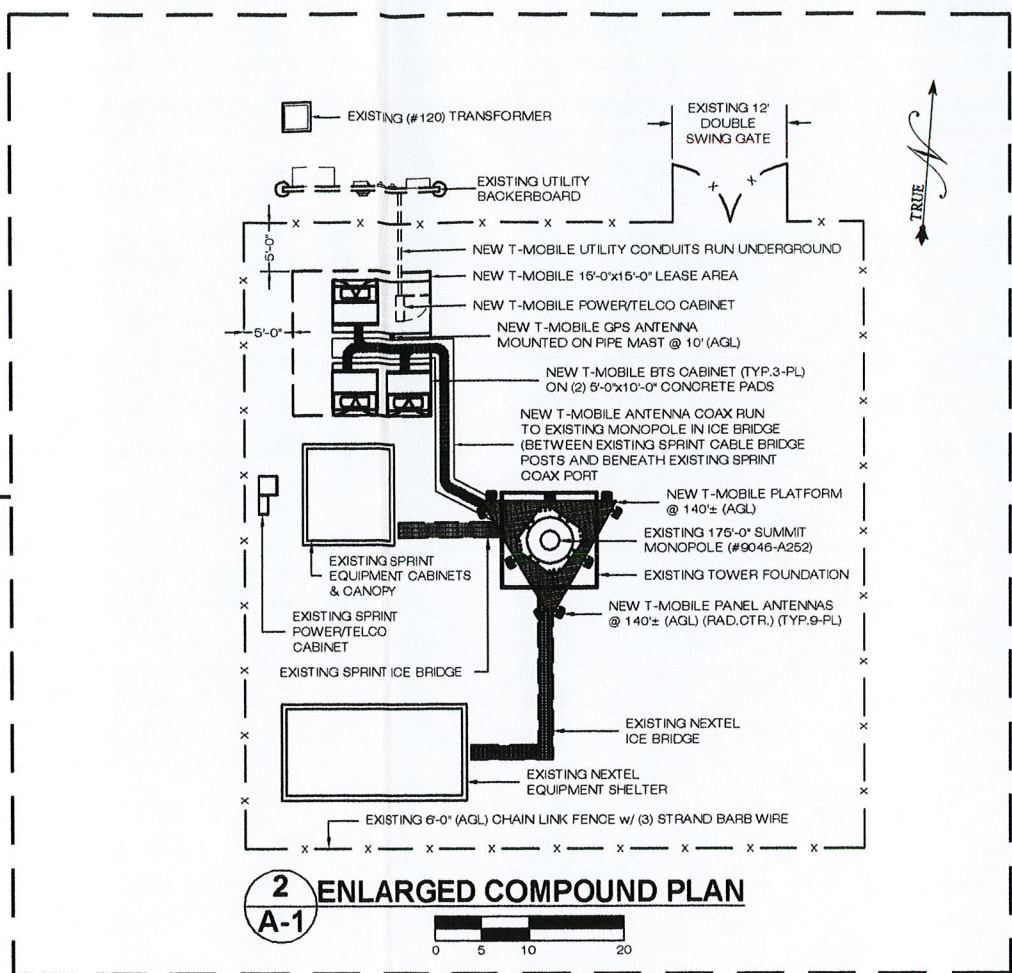 EXISTING (#120) TRANSFORMER
EXISTING 12'
DOUBLE
SWING GATE
TRUE N
EXISTING UTILITY
BACKERBOARD
5'-0"
NEW T-MOBILE UTILITY CONDUITS RUN UNDERGROUND
NEW T-MOBILE 15'-0"x15'-0" LEASE AREA
NEW T-MOBILE POWER/TELCO CABINET
5'-0"
NEW T-MOBILE GPS ANTENNA
MOUNTED ON PIPE MAST @ 10' (AGL)
NEW T-MOBILE BTS CABINET (TYP.3-PL)
ON (2) 5'-0"x10'-0" CONCRETE PADS
NEW T-MOBILE ANTENNA COAX RUN
TO EXISTING MONOPOLE IN ICE BRIDGE
(BETWEEN EXISTING SPRINT CABLE BRIDGE
POSTS AND BENEATH EXISTING SPRINT
COAX PORT
NEW T-MOBILE PLATFORM
@ 140'± (AGL)
EXISTING 175'-0" SUMMIT
MONOPOLE (#9046-A252)
EXISTING TOWER FOUNDATION
NEW T-MOBILE PANEL ANTENNAS
@ 140'± (AGL) (RAD.CTR.) (TYP.9-PL)
EXISTING SPRINT
EQUIPMENT CABINETS
& CANOPY
EXISTING SPRINT
POWER/TELCO
CABINET
EXISTING SPRINT ICE BRIDGE
EXISTING NEXTEL
ICE BRIDGE
EXISTING NEXTEL
EQUIPMENT SHELTER
EXISTING 6'-0" (AGL) CHAIN LINK FENCE w/ (3) STRAND BARB WIRE
2
A-1
ENLARGED COMPOUND PLAN
0 5 10 20